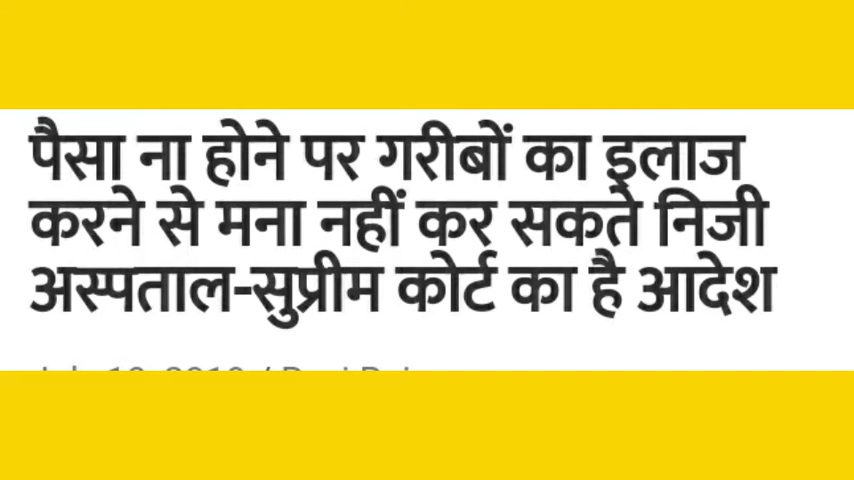 पैसा ना होने पर गरीबों का इलाज
करने से मना नहीं कर सकते निजी
अस्पताल-सुप्रीम कोर्ट का है आदेश